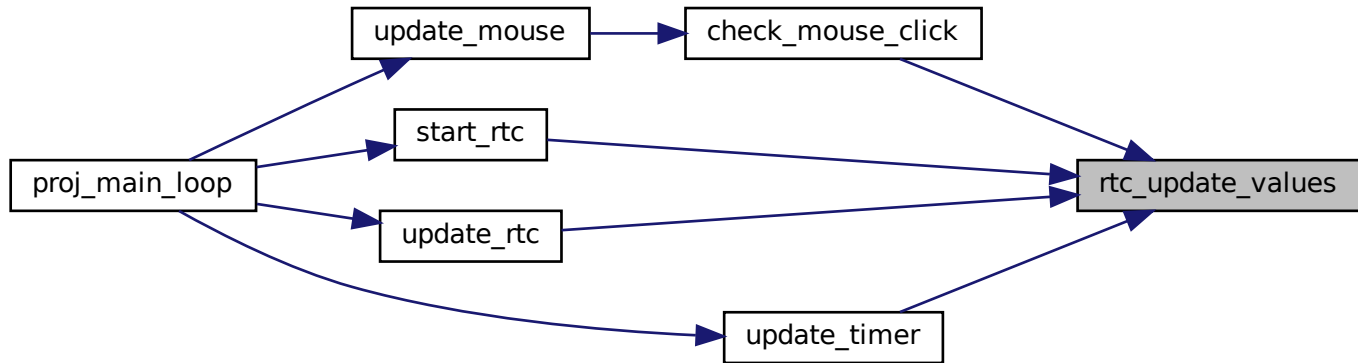 update_mouse
check_mouse_click
start_rtc
proj_main_loop
rtc_update_values
update_rtc
update_timer